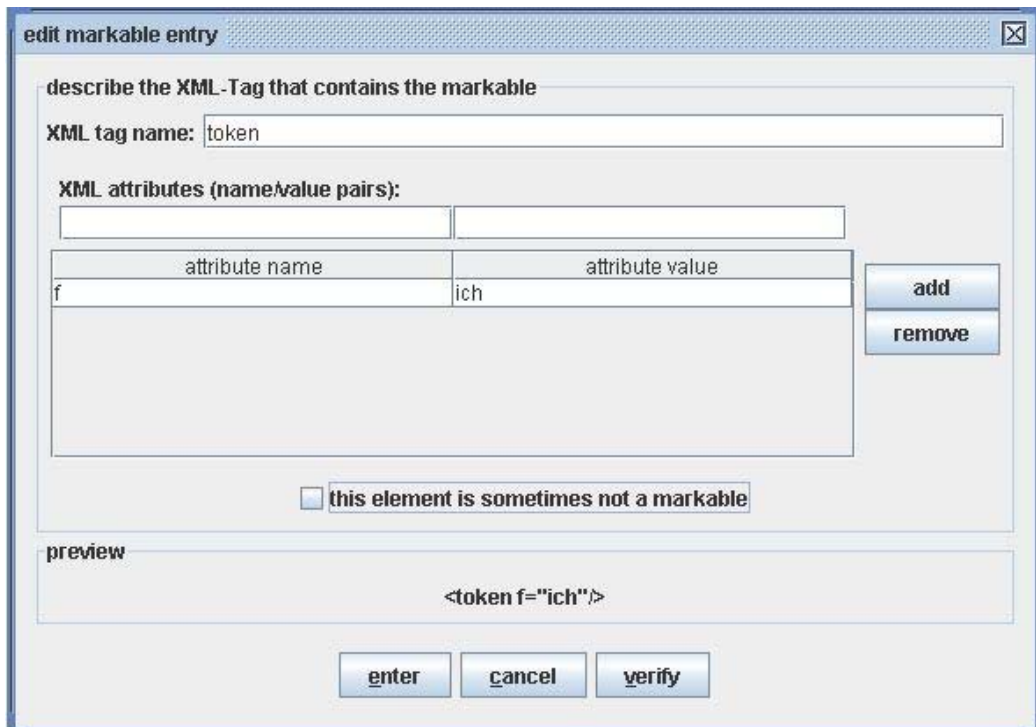 edit markable entry
describe the XML-Tag that contains the markable
XML tag name: token
XML attributes (name/value pairs):
attribute name attribute value
f ich
add
remove
this element is sometimes not a markable
preview
<token f="ich"/>
enter cancel verify